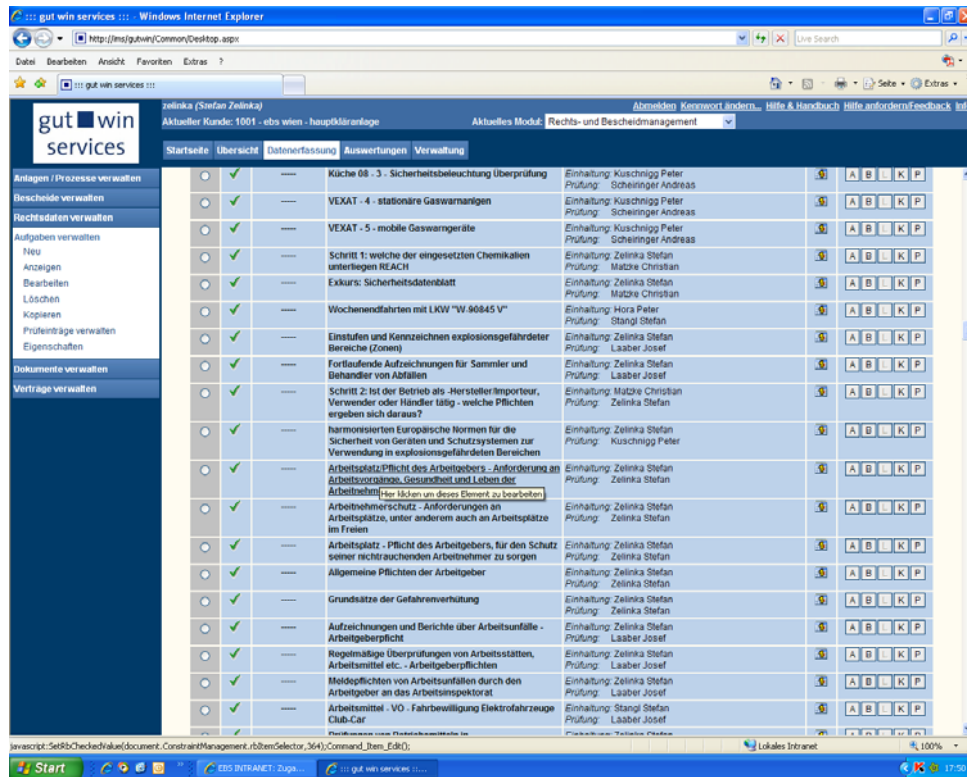 ::: gut win services ::: - Windows Internet Explorer
http://ms/gutwin/Common/Desktop.aspx
Live Search
Datei Bearbeiten Ansicht Favoriten Extras ?
::: gut win services :::
Seite Extras
gut win
services
zelinka (Stefan Zelinka)
Abmelden Kennwort ändern... Hilfe & Handbuch Hilfe anfordern/Feedback
Aktueller Kunde: 1001 - ebs wien - hauptkläranlage
Aktuelles Modul: Rechts- und Bescheidmanagement
Startseite Übersicht Datenerfassung Auswertungen Verwaltung
Anlagen / Prozesse verwalten
Bescheide verwalten
Rechtsdaten verwalten
Aufgaben verwalten
Neu
Anzeigen
Bearbeiten
Löschen
Kopieren
Prüfeinträge verwalten
Eigenschaften
Dokumente verwalten
Verträge verwalten
Küche 08 - 3 - Sicherheitsbeleuchtung Überprüfung
Einhaltung: Kuschnigg Peter
Prüfung: Scheiringer Andreas
A B L K P
VEXAT - 4 - stationäre Gaswarnanlgen
Einhaltung: Kuschnigg Peter
Prüfung: Scheiringer Andreas
A B L K P
VEXAT - 5 - mobile Gaswarngeräte
Einhaltung: Kuschnigg Peter
Prüfung: Scheiringer Andreas
A B L K P
Schritt 1: welche der eingesetzten Chemikalien
unterliegen REACH
Einhaltung: Zelinka Stefan
Prüfung: Matzke Christian
A B L K P
Exkurs: Sicherheitsdatenblatt
Einhaltung: Zelinka Stefan
Prüfung: Matzke Christian
A B L K P
Wochenendfahrten mit LKW "W-90845 V"
Einhaltung: Hora Peter
Prüfung: Stangl Stefan
A B L K P
Einstufen und Kennzeichnen explosionsgefährdeter
Bereiche (Zonen)
Einhaltung: Zelinka Stefan
Prüfung: Laaber Josef
A B L K P
Fortlaufende Aufzeichnungen für Sammler und
Behandler von Abfällen
Einhaltung: Zelinka Stefan
Prüfung: Laaber Josef
A B L K P
Schritt 2: Ist der Betrieb als -Hersteller/Importeur,
Verwender oder Händler tätig - welche Pflichten
ergeben sich daraus?
Einhaltung: Matzke Christian
Prüfung: Zelinka Stefan
A B L K P
harmonisierten Europäische Normen für die
Sicherheit von Geräten und Schutzsystemen zur
Verwendung in explosionsgefährdeten Bereichen
Einhaltung: Zelinka Stefan
Prüfung: Kuschnigg Peter
A B L K P
Arbeitsplatz/Pflicht des Arbeitgebers - Anforderung an
Arbeitsvorgänge, Gesundheit und Leben der
Arbeitnehm
Hier klicken um dieses Element zu bearbeiten
Einhaltung: Zelinka Stefan
Prüfung: Zelinka Stefan
A B L K P
Arbeitnehmerschutz - Anforderungen an
Arbeitsplätze, unter anderem auch an Arbeitsplätze
im Freien
Einhaltung: Zelinka Stefan
Prüfung: Zelinka Stefan
A B L K P
Arbeitsplatz - Pflicht des Arbeitgebers, für den Schutz
seiner nichtrauchenden Arbeitnehmer zu sorgen
Einhaltung: Zelinka Stefan
Prüfung: Zelinka Stefan
A B L K P
Allgemeine Pflichten der Arbeitgeber
Einhaltung: Zelinka Stefan
Prüfung: Zelinka Stefan
A B L K P
Grundsätze der Gefahrenverhütung
Einhaltung: Zelinka Stefan
Prüfung: Zelinka Stefan
A B L K P
Aufzeichnungen und Berichte über Arbeitsunfälle -
Arbeitgeberpflicht
Einhaltung: Zelinka Stefan
Prüfung: Laaber Josef
A B L K P
Regelmäßige Überprüfungen von Arbeitsstätten,
Arbeitsmittel etc. - Arbeitgeberpflichten
Einhaltung: Zelinka Stefan
Prüfung: Laaber Josef
A B L K P
Meldepflichten von Arbeitsunfällen durch den
Arbeitgeber an das Arbeitsinspektorat
Einhaltung: Zelinka Stefan
Prüfung: Laaber Josef
A B L K P
Arbeitsmittel - VO - Fahrbewilligung Elektrofahrzeuge
Club-Car
Einhaltung: Stangl Stefan
Prüfung: Laaber Josef
A B L K P
javascript:SetRbCheckedValue(document.ConstraintManagement.rbItemSelector,364);Command_Item_Edit();
Lokales Intranet
100%
Start
EBS INTRANET: Zuga...
::: gut win services ::...
17:50